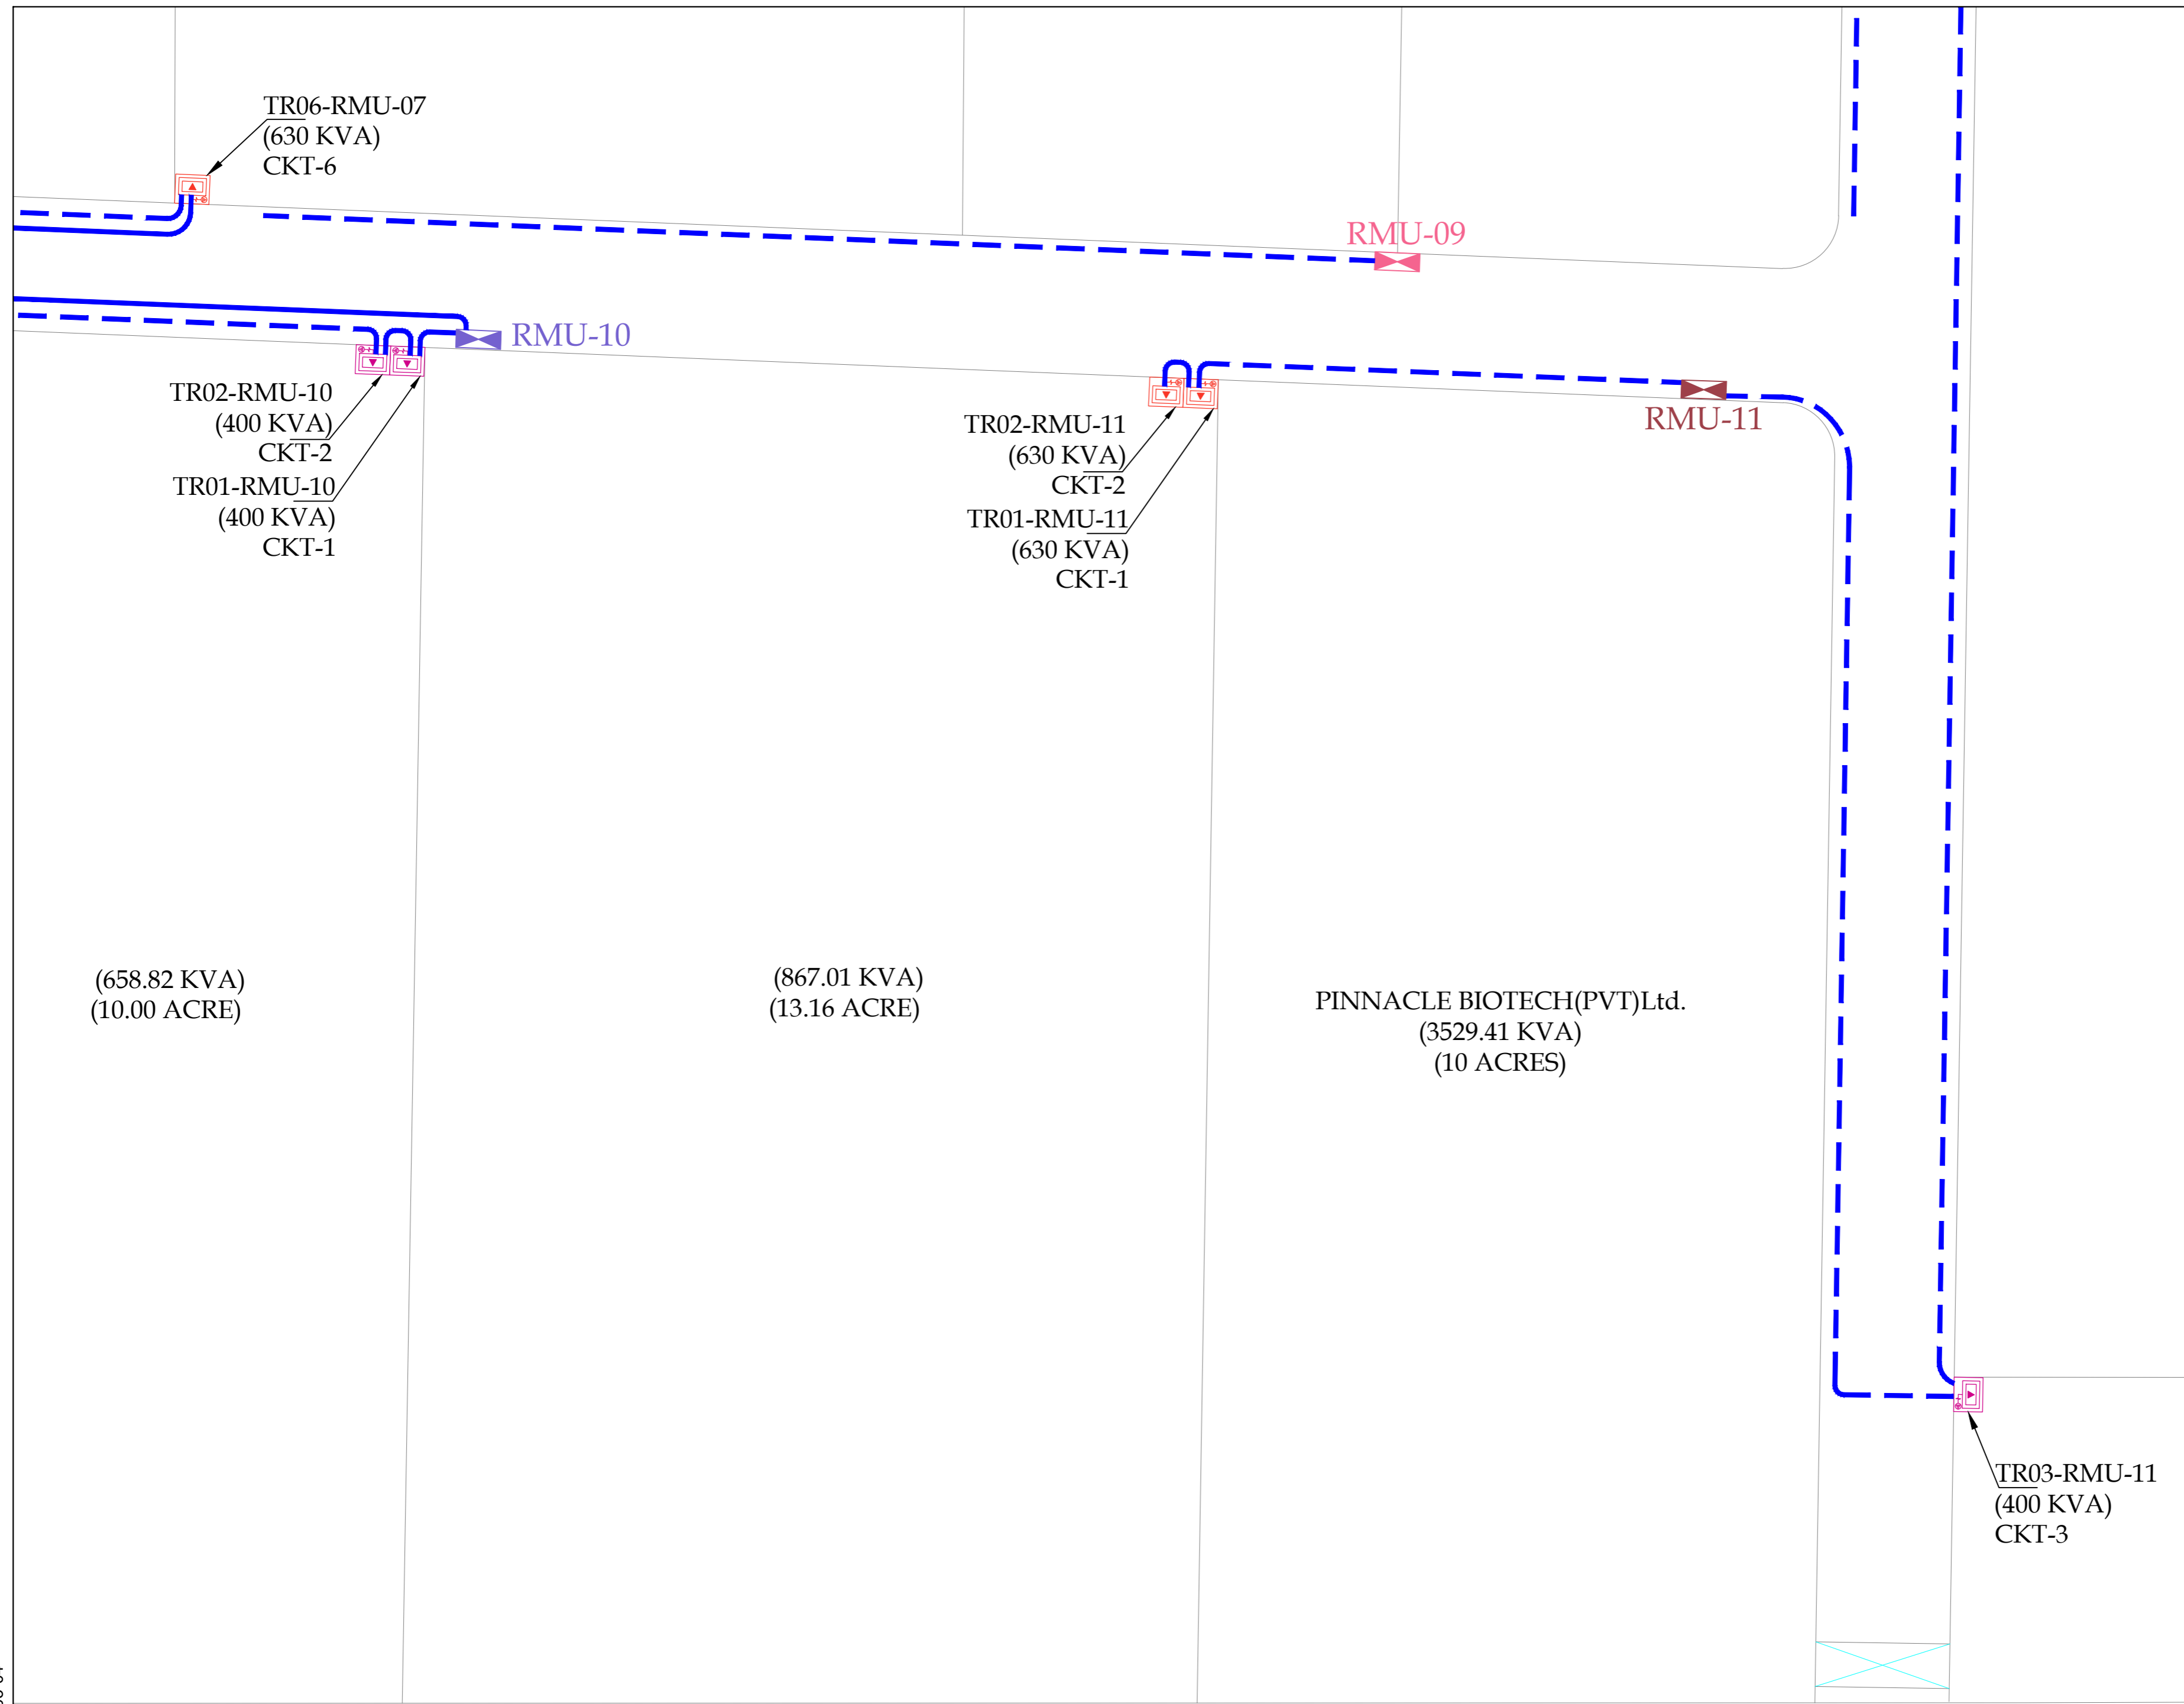 TR06-RMU-07
(630 KVA)
CKT-6
RMU-09
RMU-10
TR02-RMU-10
(400 KVA)
CKT-2
TR01-RMU-10
(400 KVA)
CKT-1
TR02-RMU-11
(630 KVA)
CKT-2
TR01-RMU-11
(630 KVA)
CKT-1
RMU-11
(658.82 KVA)
(10.00 ACRE)
(867.01 KVA)
(13.16 ACRE)
PINNACLE BIOTECH(PVT)Ltd.
(3529.41 KVA)
(10 ACRES)
TR03-RMU-11
(400 KVA)
CKT-3